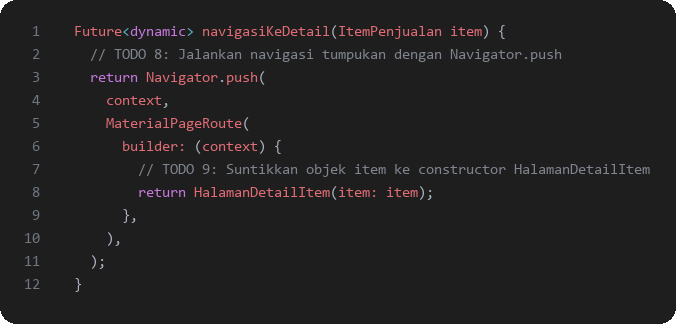 1 Future<dynamic> navigasiKeDetail(ItemPenjualan item) {
2 // TODO 8: Jalankan navigasi tumpukan dengan Navigator.push
3 return Navigator.push(
4 context,
5 MaterialPageRoute(
6 builder: (context) {
7 // TODO 9: Suntikkan objek item ke constructor HalamanDetailItem
8 return HalamanDetailItem(item: item);
9 },
10 ),
11 );
12 }